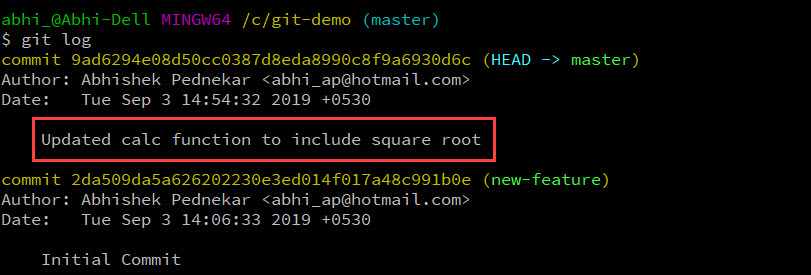 abhi_@Abhi-Dell MINGW64 /c/git-demo (master)
$ git log
commit 9ad6294e08d50cc0387d8eda8990c8f9a6930d6c (HEAD -> master)
Author: Abhishek Pednekar <abhi_ap@hotmail.com>
Date:   Tue Sep 3 14:54:32 2019 +0530
    Updated calc function to include square root
commit 2da509da5a626202230e3ed014f017a48c991b0e (new-feature)
Author: Abhishek Pednekar <abhi_ap@hotmail.com>
Date:   Tue Sep 3 14:06:33 2019 +0530
    Initial Commit